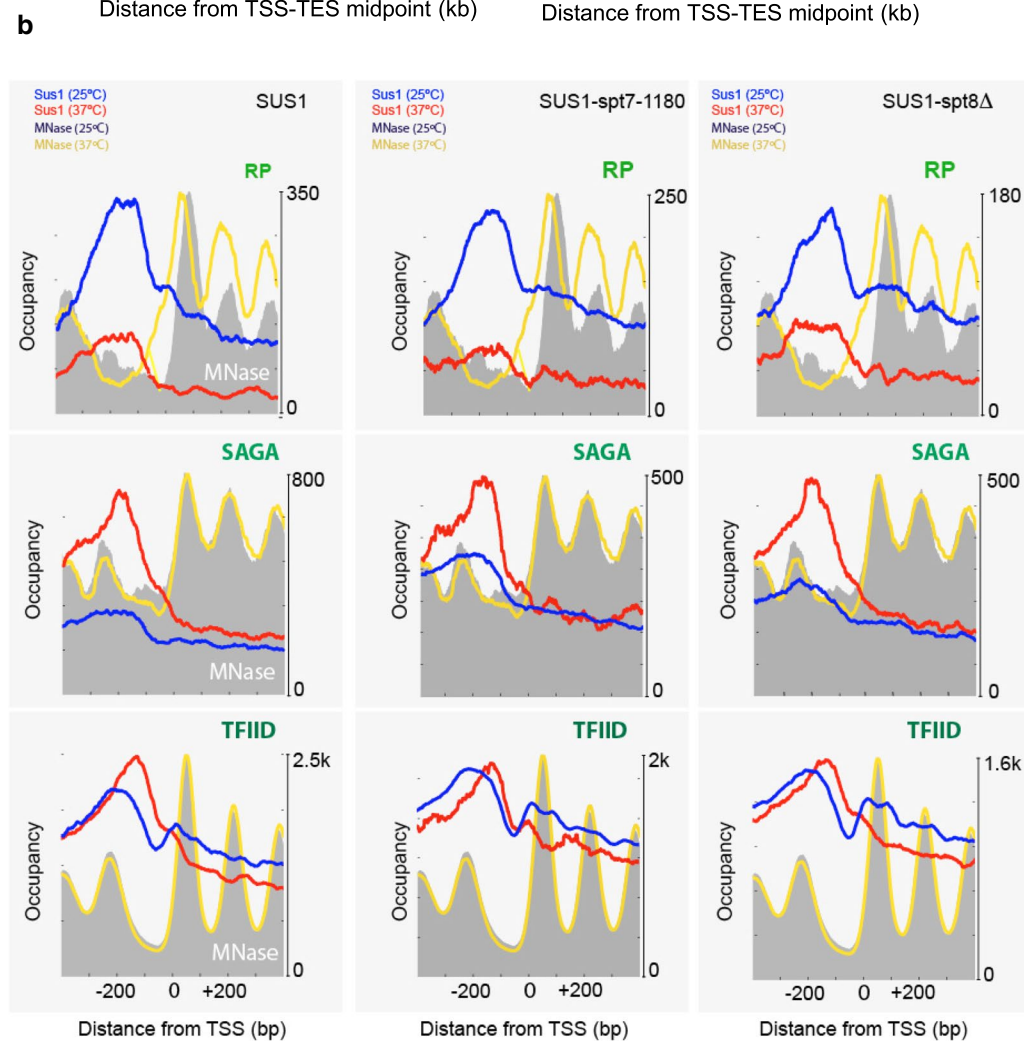 Distance from TSS-TES midpoint (kb) Distance from TSS-TES midpoint (kb)
b
Sus1 (25ºC)
Sus1 (37ºC)
MNase (25ºC)
MNase (37ºC)
SUS1
RP
350
Occupancy
MNase
0
Sus1 (25ºC)
Sus1 (37ºC)
MNase (25ºC)
MNase (37ºC)
SUS1-spt7-1180
RP
250
Occupancy
0
Sus1 (25ºC)
Sus1 (37ºC)
MNase (25ºC)
MNase (37ºC)
SUS1-spt8Δ
RP
180
Occupancy
0
SAGA
800
Occupancy
MNase
0
SAGA
500
Occupancy
0
SAGA
500
Occupancy
0
TFIID
2.5k
Occupancy
MNase
0
-200 0 +200
Distance from TSS (bp)
TFIID
2k
Occupancy
0
-200 0 +200
Distance from TSS (bp)
TFIID
1.6k
Occupancy
0
-200 0 +200
Distance from TSS (bp)